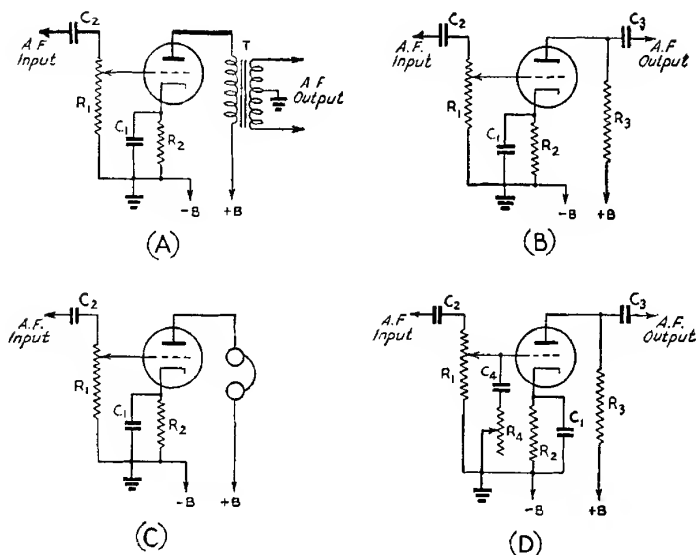 C2
A.F.
Input
R1
C1
R2
T
A.F.
Output
-B
+B
(A)
C2
A.F.
Input
R1
C1
R2
C3
A.F.
Output
R3
-B
+B
(B)
C2
A.F.
Input
R1
C1
R2
-B
+B
(C)
C2
A.F.
Input
R1
C4
R4
R2
C1
C3
A.F.
Output
R3
-B
+B
(D)